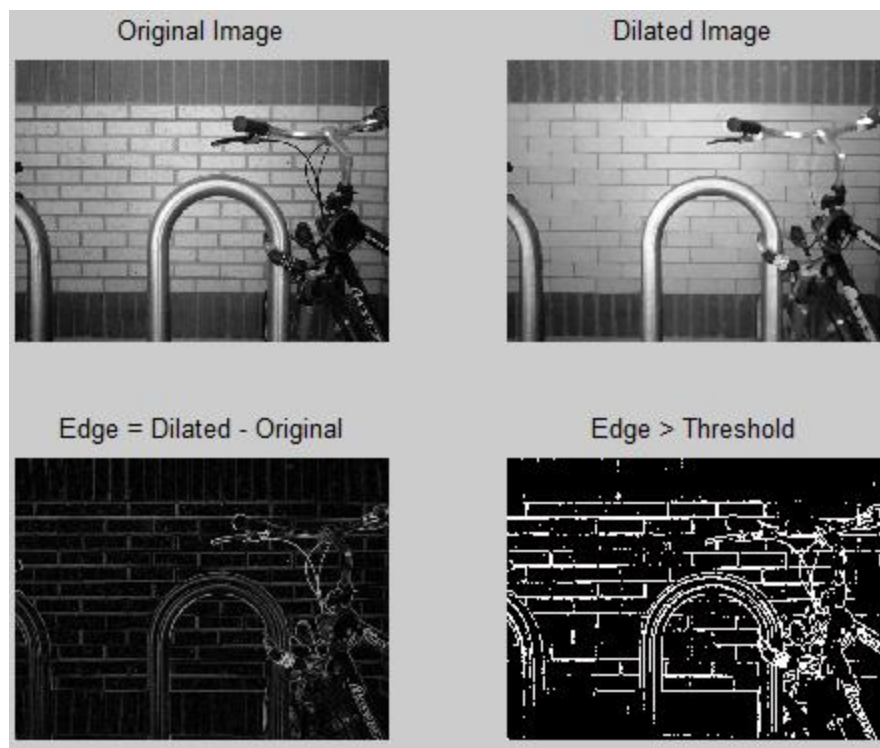 Original Image
Dilated Image
Edge = Dilated - Original
Edge > Threshold